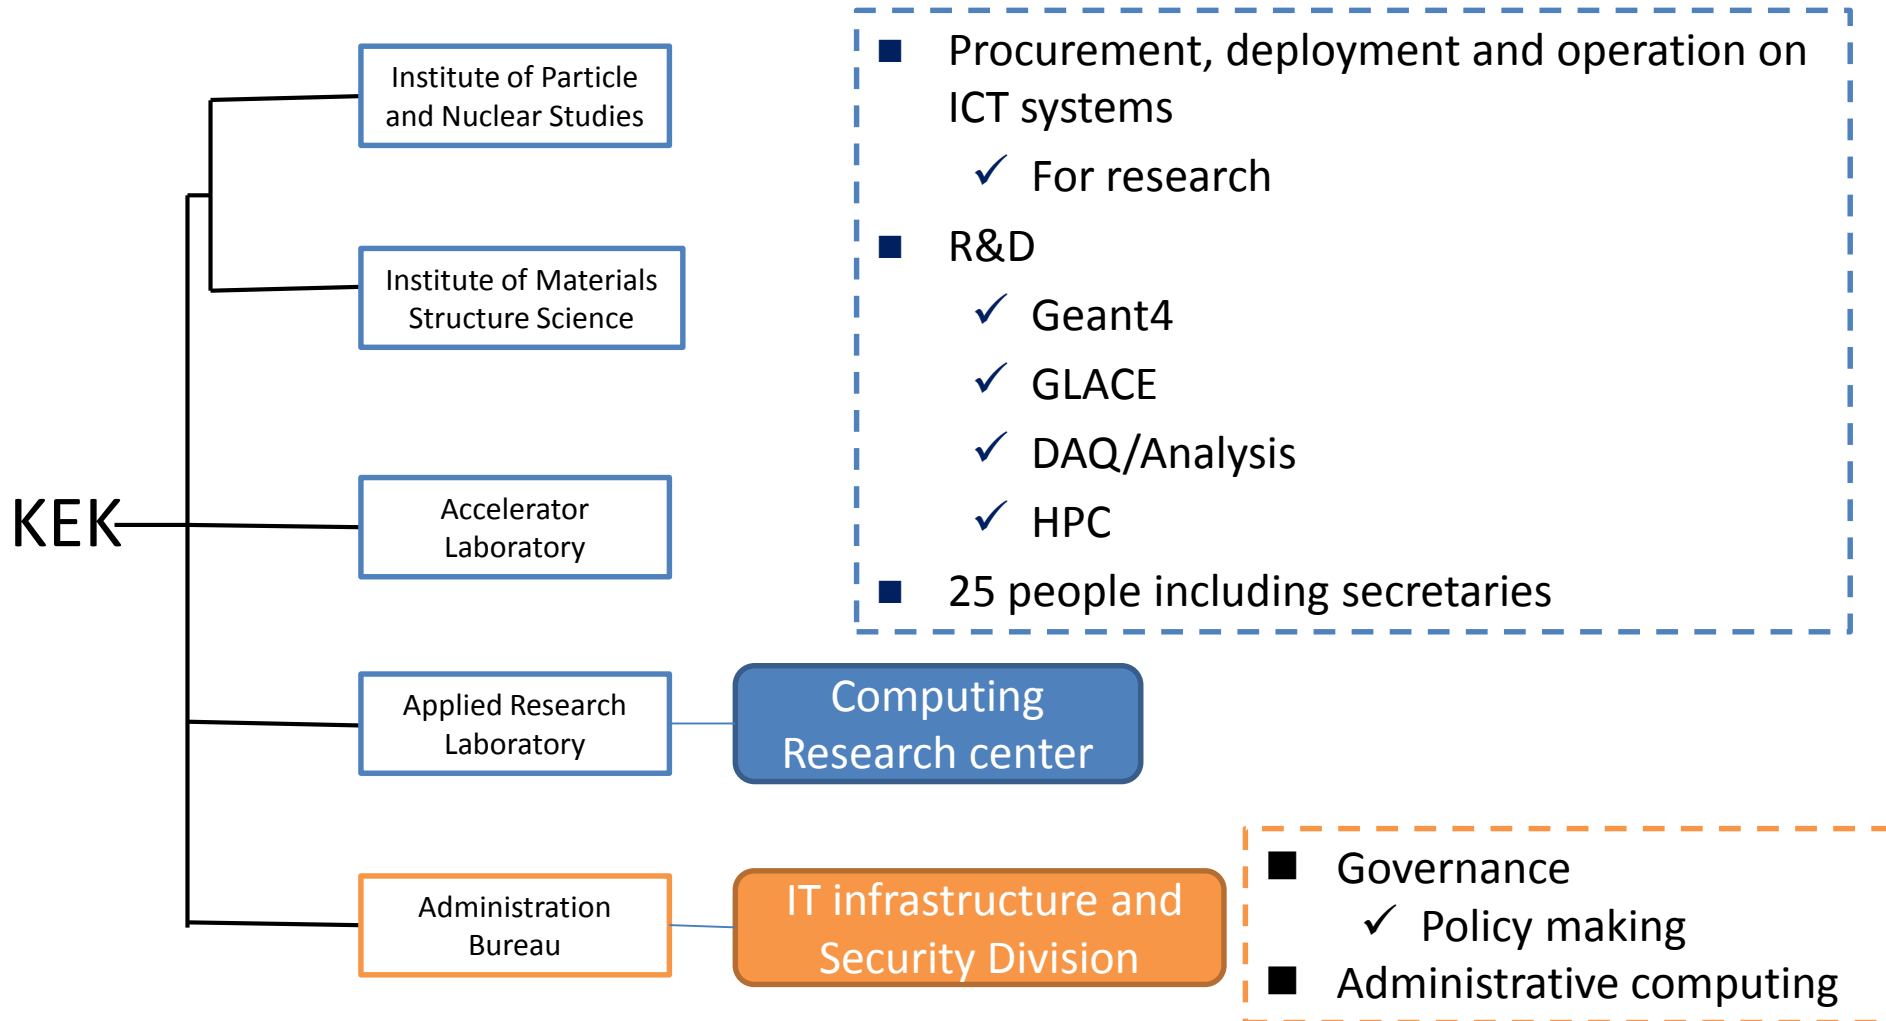 KEK
Institute of Particle
and Nuclear Studies
Institute of Materials
Structure Science
Accelerator
Laboratory
Applied Research
Laboratory
Administration
Bureau
■ Procurement, deployment and operation on
ICT systems
✓ For research
■ R&D
✓ Geant4
✓ GLACE
✓ DAQ/Analysis
✓ HPC
■ 25 people including secretaries
Computing
Research center
IT infrastructure and
Security Division
■ Governance
✓ Policy making
■ Administrative computing